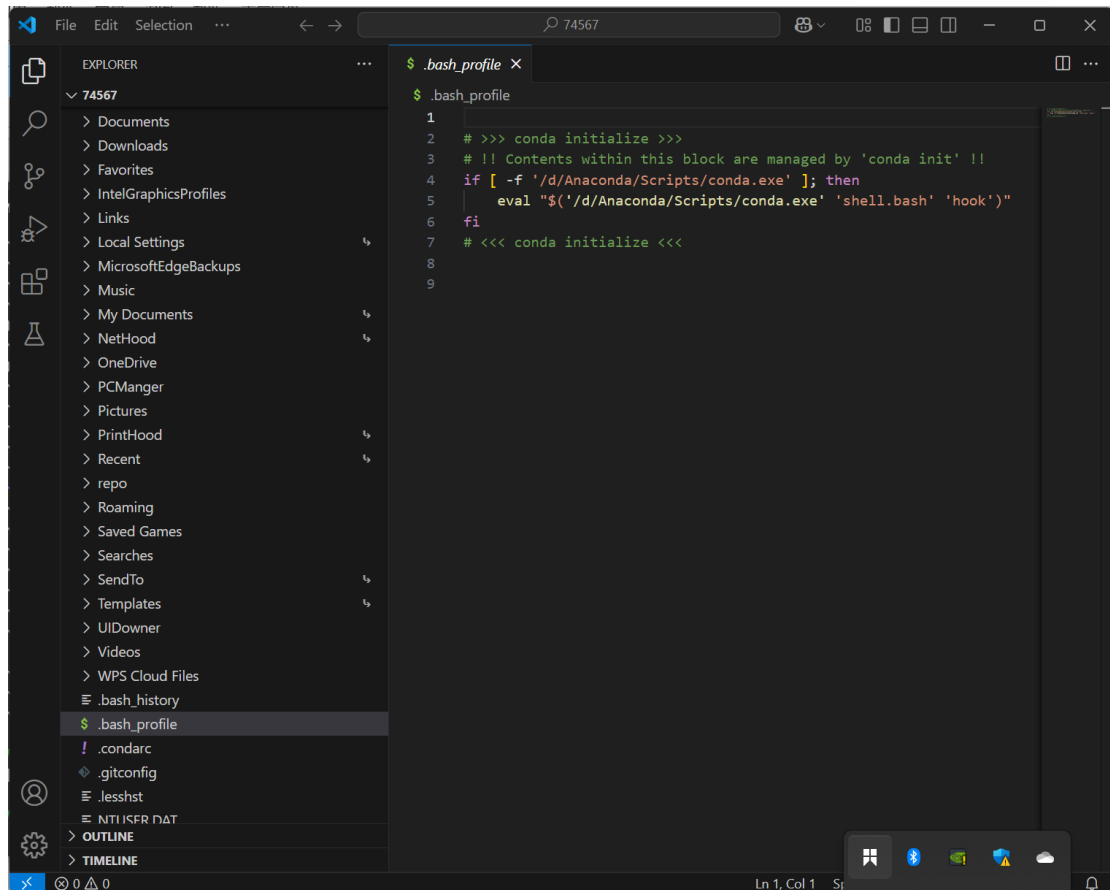 File Edit Selection ··· 74567
EXPLORER ···
74567
Documents
Downloads
Favorites
IntelGraphicsProfiles
Links
Local Settings
MicrosoftEdgeBackups
Music
My Documents
NetHood
OneDrive
PCManger
Pictures
PrintHood
Recent
repo
Roaming
Saved Games
Searches
SendTo
Templates
UIDowner
Videos
WPS Cloud Files
.bash_history
$ .bash_profile
! .condarc
.gitconfig
.lesshst
NTUSER.DAT
OUTLINE
TIMELINE
$ .bash_profile
$ .bash_profile
1
2 # >>> conda initialize >>>
3 # !! Contents within this block are managed by 'conda init' !!
4 if [ -f '/d/Anaconda/Scripts/conda.exe' ]; then
5 eval "$('/d/Anaconda/Scripts/conda.exe' 'shell.bash' 'hook')"
6 fi
7 # <<< conda initialize <<<
8
9
0 0 Ln 1, Col 1